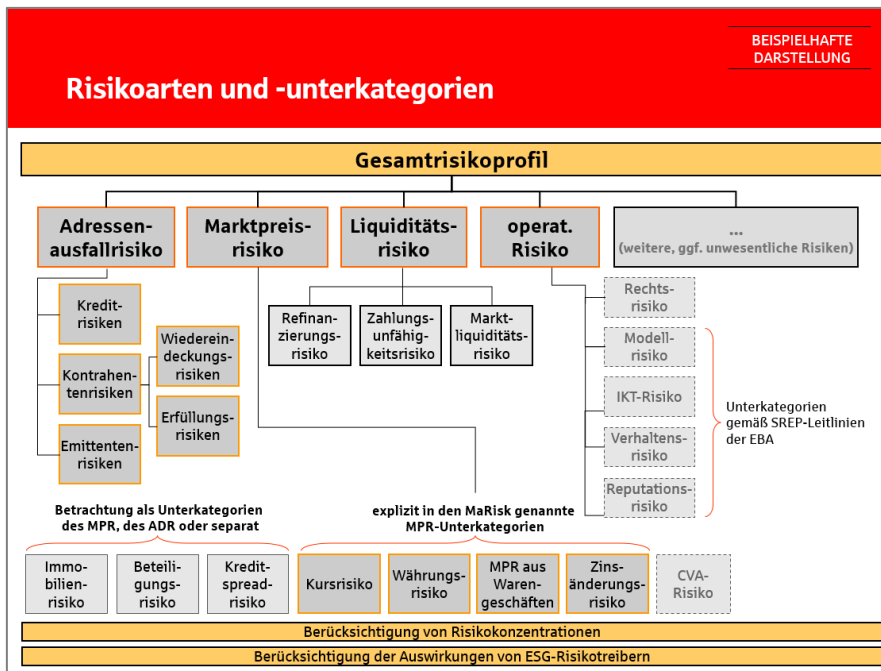 BEISPIELHAFTE
DARSTELLUNG
Risikoarten und -unterkategorien
Gesamtrisikoprofil
Adressen-
ausfallrisiko
Marktpreis-
risiko
Liquiditäts-
risiko
operat.
Risiko
...
(weitere, ggf. unwesentliche Risiken)
Kredit-
risiken
Kontrahen-
tenrisiken
Emittenten-
risiken
Wiederein-
deckungs-
risiken
Erfüllungs-
risiken
Refinan-
zierungs-
risiko
Zahlungs-
unfähig-
keitsrisiko
Markt-
liquiditäts-
risiko
Rechts-
risiko
Modell-
risiko
IKT-Risiko
Verhaltens-
risiko
Reputations-
risiko
Unterkategorien
gemäß SREP-Leitlinien
der EBA
Betrachtung als Unterkategorien
des MPR, des ADR oder separat
explizit in den MaRisk genannte
MPR-Unterkategorien
Immo-
bilien-
risiko
Beteili-
gungs-
risiko
Kredit-
spread-
risiko
Kursrisiko
Währungs-
risiko
MPR aus
Waren-
geschäften
Zins-
änderungs-
risiko
CVA-
Risiko
Berücksichtigung von Risikokonzentrationen
Berücksichtigung der Auswirkungen von ESG-Risikotreibern